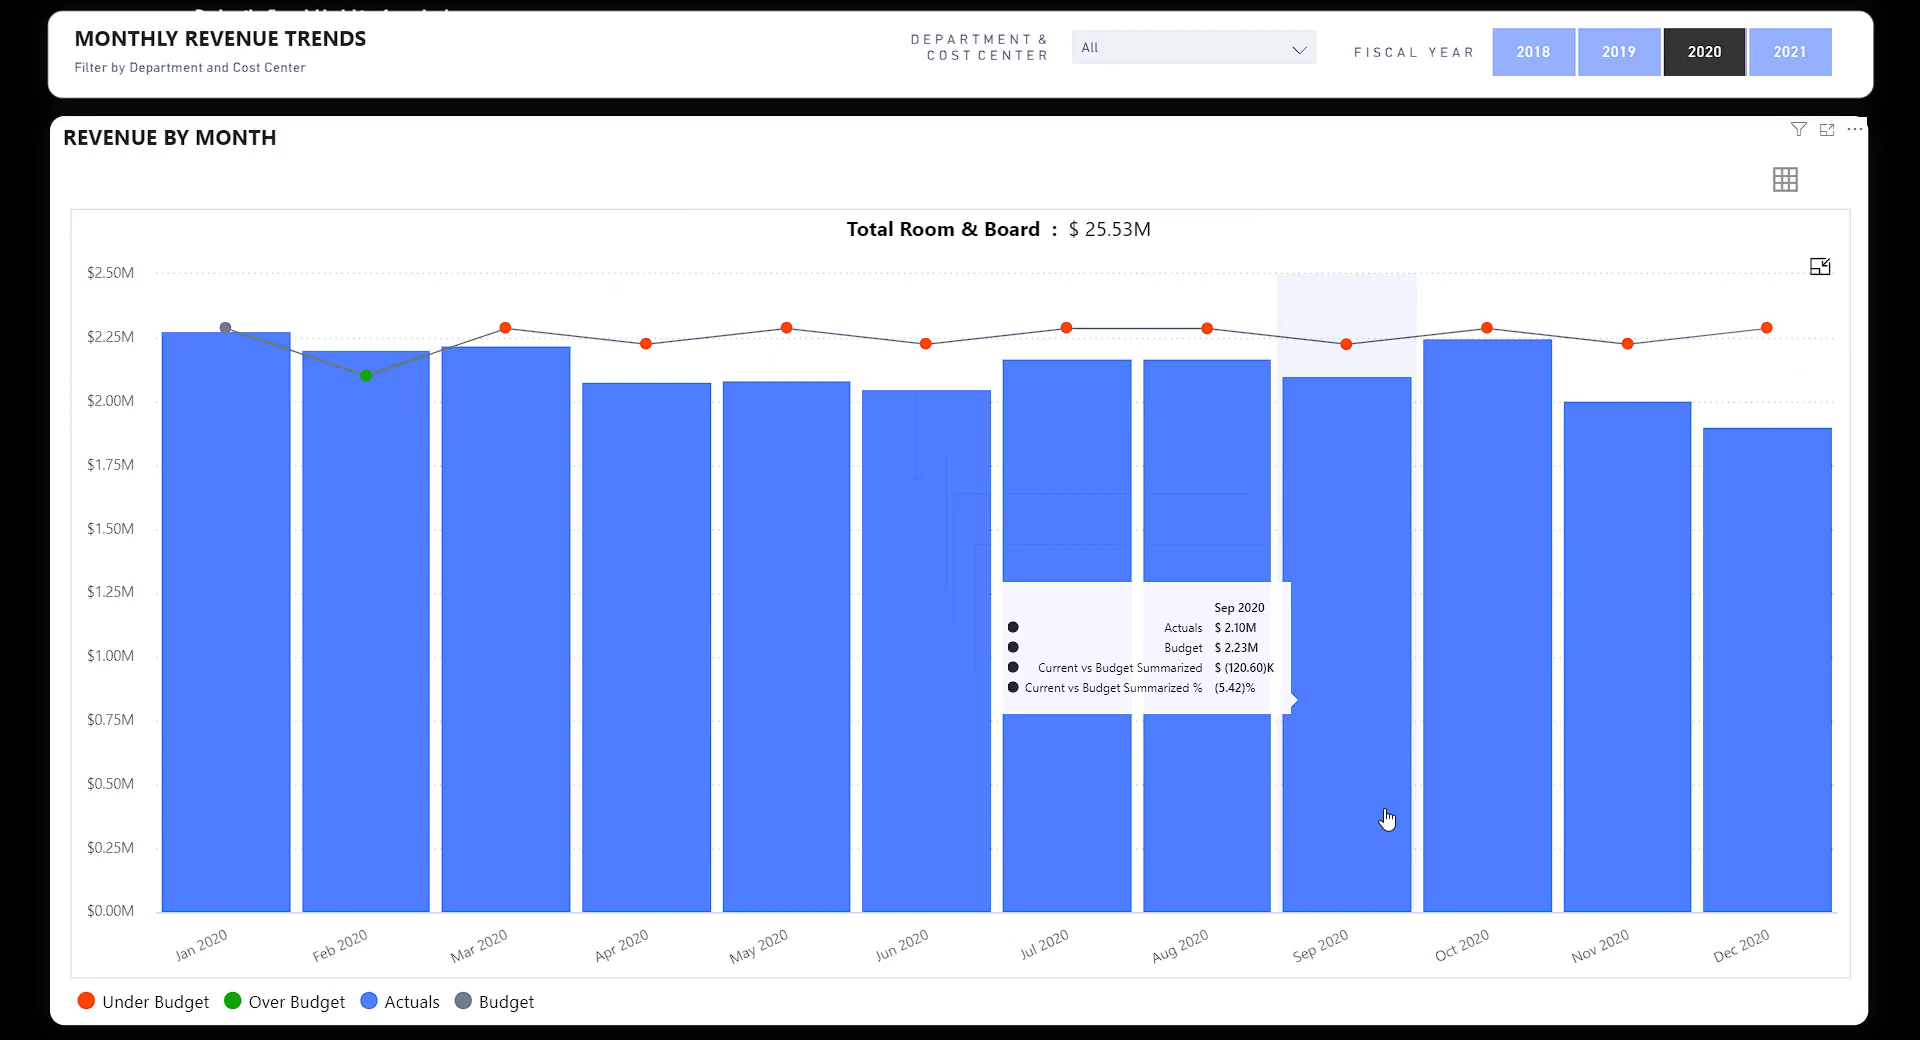 MONTHLY REVENUE TRENDS
Filter by Department and Cost Center
DEPARTMENT &
COST CENTER
All
FISCAL YEAR
2018
2019
2020
2021
REVENUE BY MONTH
Total Room & Board : $ 25.53M
$2.50M
$2.25M
$2.00M
$1.75M
$1.50M
$1.25M
$1.00M
$0.75M
$0.50M
$0.25M
$0.00M
Sep 2020
Actuals $ 2.10M
Budget $ 2.23M
Current vs Budget Summarized $ (120.60)K
Current vs Budget Summarized % (5.42)%
Jan 2020
Feb 2020
Mar 2020
Apr 2020
May 2020
Jun 2020
Jul 2020
Aug 2020
Sep 2020
Oct 2020
Nov 2020
Dec 2020
Under Budget
Over Budget
Actuals
Budget